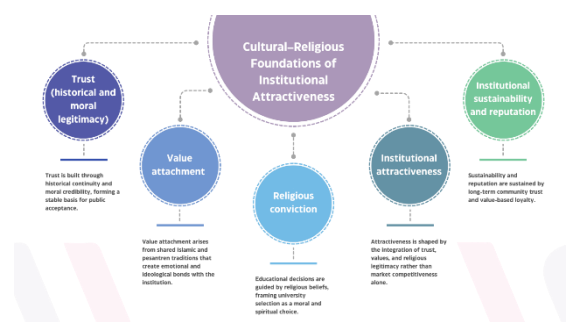 Cultural–Religious
Foundations of
Institutional
Attractiveness
Trust
(historical and
moral
legitimacy)
Trust is built through
historical continuity and
moral credibility, forming a
stable basis for public
acceptance.
Value
attachment
Value attachment arises
from shared Islamic and
pesantren traditions that
create emotional and
ideological bonds with the
institution.
Religious
conviction
Educational decisions are
guided by religious beliefs,
framing university
selection as a moral and
spiritual choice.
Institutional
attractiveness
Attractiveness is shaped by
the integration of trust,
values, and religious
legitimacy rather than
market competitiveness
alone.
Institutional
sustainability
and reputation
Sustainability and
reputation are sustained by
long-term community trust
and value-based loyalty.